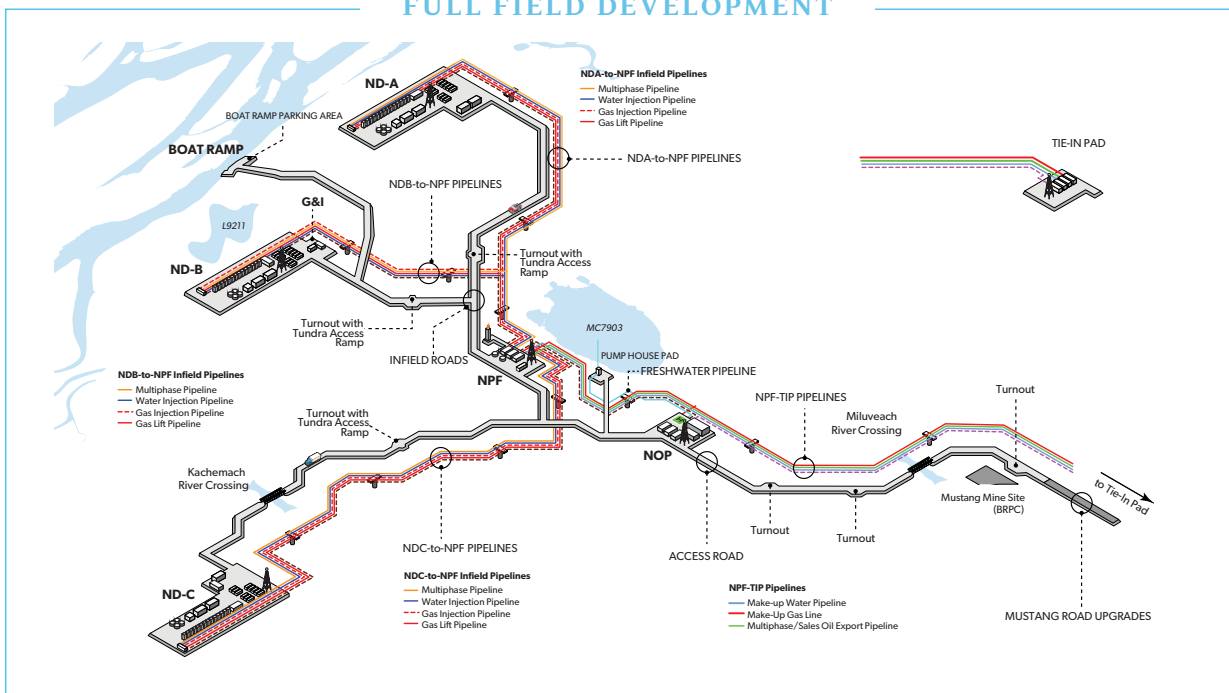 FULL FIELD DEVELOPMENT
ND-A
NDA-to-NPF Infield Pipelines
Multiphase Pipeline
Water Injection Pipeline
Gas Injection Pipeline
Gas Lift Pipeline
BOAT RAMP PARKING AREA
BOAT RAMP
NDA-to-NPF PIPELINES
TIE-IN PAD
NDB-to-NPF PIPELINES
G&I
L9211
ND-B
Turnout with
Tundra Access
Ramp
Turnout with
Tundra Access
Ramp
INFIELD ROADS
MC7903
PUMP HOUSE PAD
FRESHWATER PIPELINE
NPF
NDB-to-NPF Infield Pipelines
Multiphase Pipeline
Water Injection Pipeline
Gas Injection Pipeline
Gas Lift Pipeline
Turnout with
Tundra Access
Ramp
NPF-TIP PIPELINES
Miluveach
River Crossing
Turnout
NOP
Kachemach
River Crossing
Mustang Mine Site
(BRPC)
to Tie-In Pad
Turnout
Turnout
NDC-to-NPF PIPELINES
ACCESS ROAD
ND-C
NDC-to-NPF Infield Pipelines
Multiphase Pipeline
Water Injection Pipeline
Gas Injection Pipeline
Gas Lift Pipeline
NPF-TIP Pipelines
Make-up Water Pipeline
Make-Up Gas Line
Multiphase/Sales Oil Export Pipeline
MUSTANG ROAD UPGRADES